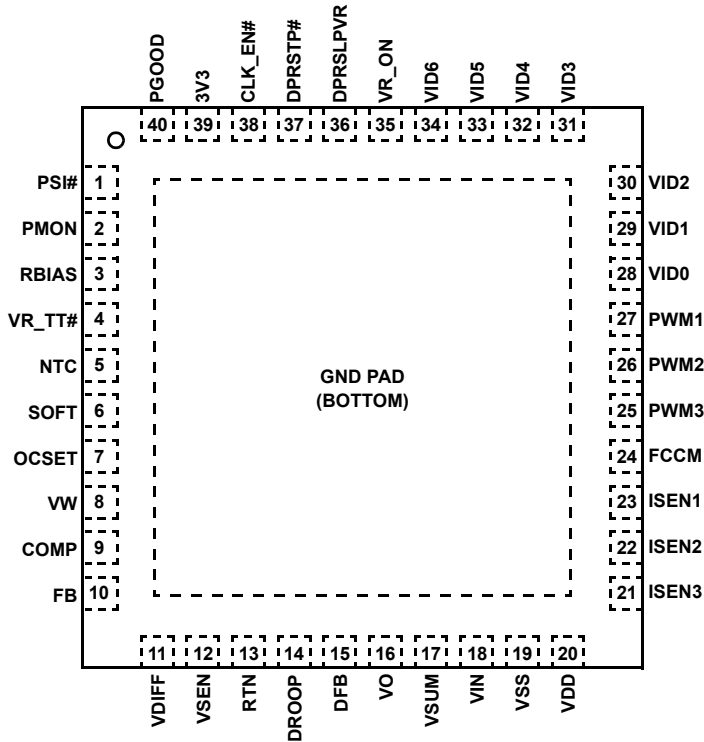 PGOOD
3V3
CLK_EN#
DPRSTP#
DPRSLPVR
VR_ON
VID6
VID5
VID4
VID3
40
39
38
37
36
35
34
33
32
31
PSI# 1
PMON 2
RBIAS 3
VR_TT# 4
NTC 5
SOFT 6
OCSET 7
VW 8
COMP 9
FB 10
GND PAD
(BOTTOM)
30 VID2
29 VID1
28 VID0
27 PWM1
26 PWM2
25 PWM3
24 FCCM
23 ISEN1
22 ISEN2
21 ISEN3
11
12
13
14
15
16
17
18
19
20
VDIFF
VSEN
RTN
DROOP
DFB
VO
VSUM
VIN
VSS
VDD